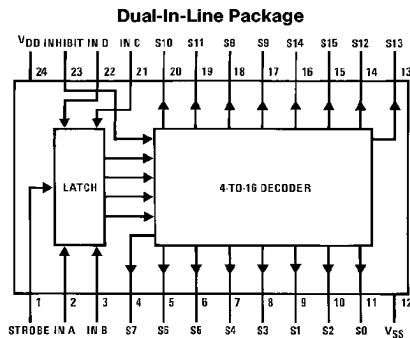 Dual-In-Line Package
VDD INHIBIT IN D IN C S10 S11 S8 S9 S14 S15 S12 S13
24 23 22 21 20 19 18 17 16 15 14 13
LATCH
4-TO-16 DECODER
1 2 3 4 5 6 7 8 9 10 11 12
STROBE IN A IN B S7 S6 S5 S4 S3 S1 S2 S0 VSS